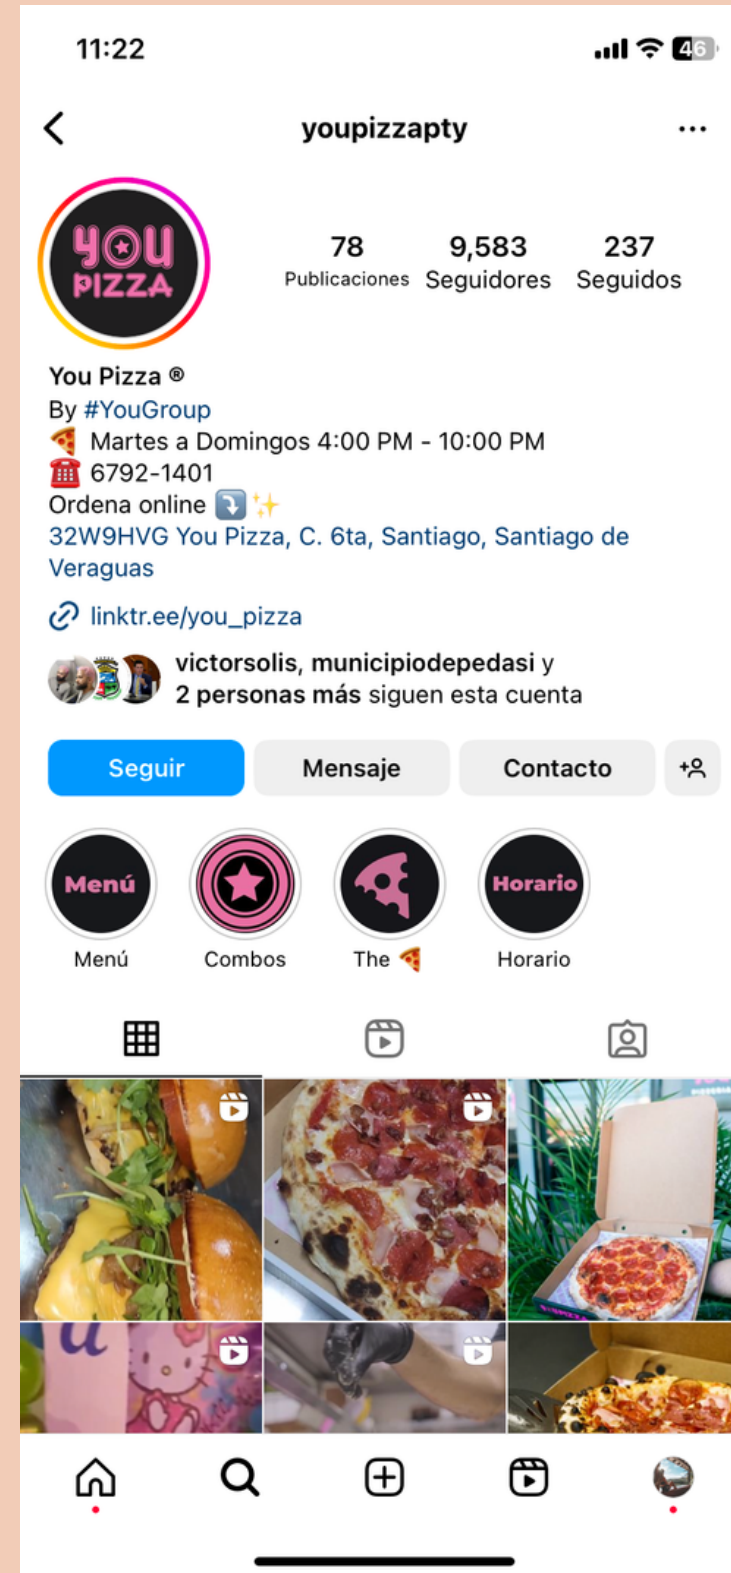 11:22
46
youpizzapty
YOU
PIZZA
78
9,583
237
Publicaciones
Seguidores
Seguidos
You Pizza ®
By #YouGroup
🍕 Martes a Domingos 4:00 PM - 10:00 PM
☎️ 6792-1401
Ordena online ⤵️✨
32W9HVG You Pizza, C. 6ta, Santiago, Santiago de
Veraguas
linktr.ee/you_pizza
victorsolis, municipiodepedasi y
2 personas más siguen esta cuenta
Seguir
Mensaje
Contacto
Menú
Horario
Menú
Combos
The 🍕
Horario
u